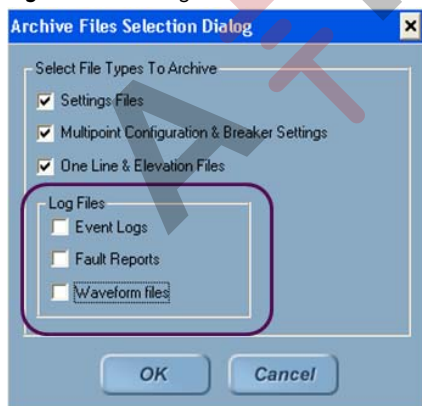 Archive Files Selection Dialog
Select File Types To Archive
Settings Files
Multipoint Configuration & Breaker Settings
One Line & Elevation Files
Log Files
Event Logs
Fault Reports
Waveform files
OK
Cancel